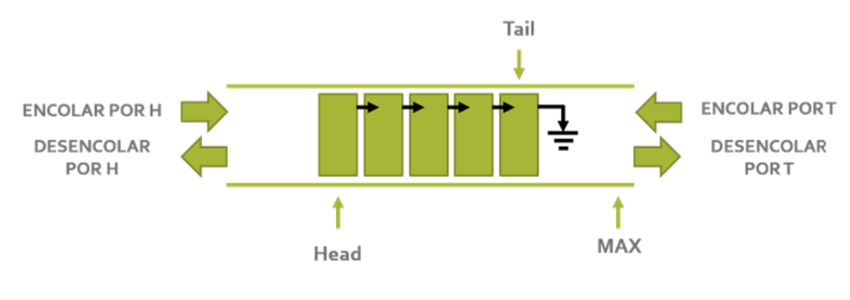 Tail
ENCOLAR POR H
DESENCOLAR
POR H
ENCOLAR POR T
DESENCOLAR
POR T
Head
MAX